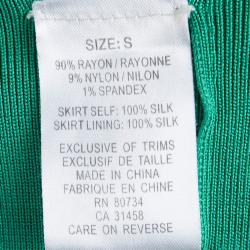 SIZE: S
90% RAYON / RAYONNE
9% NYLON / NILON
1% SPANDEX
SKIRT SELF: 100% SILK
SKIRT LINING: 100% SILK
EXCLUSIVE OF TRIMS
EXCLUSIF DE TAILLE
MADE IN CHINA
FABRIQUE EN CHINE
RN 80734
CA 31458
CARE ON REVERSE